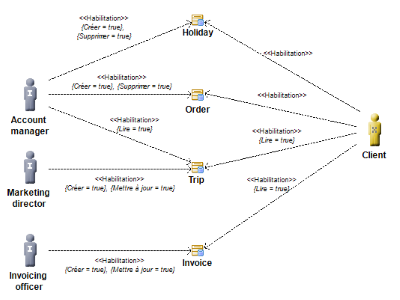 <<Habilitation>>
{Créer = true},
{Supprimer = true}
Holiday
<<Habilitation>>
<<Habilitation>>
{Créer = true}, {Supprimer = true}
Order
<<Habilitation>>
Account
manager
<<Habilitation>>
{Lire = true}
<<Habilitation>>
{Lire = true}
Client
<<Habilitation>>
{Créer = true}, {Mettre à jour = true}
Trip
<<Habilitation>>
{Lire = true}
Marketing
director
<<Habilitation>>
{Créer = true}, {Mettre à jour = true}
Invoice
Invoicing
officer